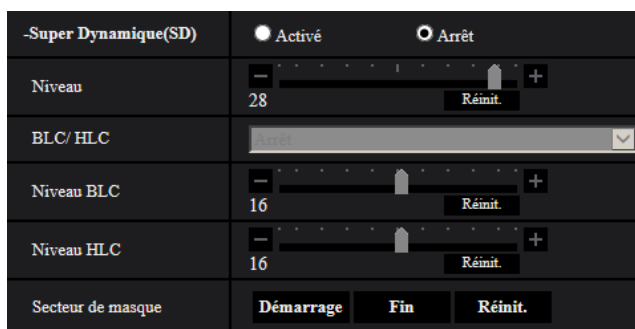 -Super Dynamique(SD) Activé Arrêt
Niveau
28 Réinit.
BLC/ HLC Arrêt
Niveau BLC
16 Réinit.
Niveau HLC
16 Réinit.
Secteur de masque Démarrage Fin Réinit.